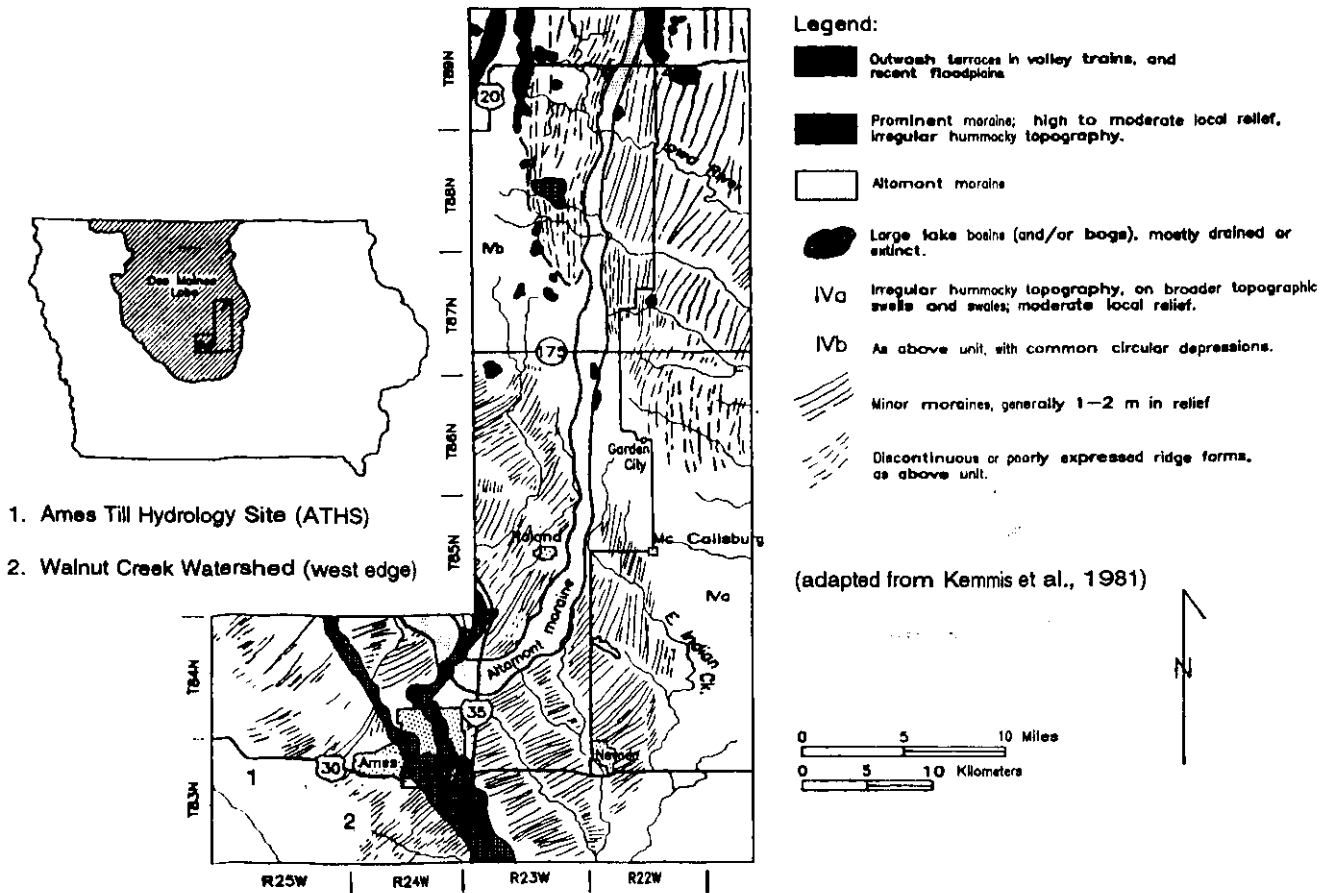 Legend:
Outwash terraces in valley trains, and
recent floodplains
Prominent moraine; high to moderate local relief,
irregular hummocky topography.
Altamont moraine
Large lake basins (and/or bogs), mostly drained or
extinct.
IVa
Irregular hummocky topography, on broader topographic
swells and swales; moderate local relief.
IVb
As above unit, with common circular depressions.
Minor moraines, generally 1-2 m in relief
Discontinuous or poorly expressed ridge forms,
as above unit.
(adapted from Kemmis et al., 1981)
N
0 5 10 Miles
0 5 10 Kilometers
Des Moines
Lobe
1. Ames Till Hydrology Site (ATHS)
2. Walnut Creek Watershed (west edge)
T89N
T88N
T87N
T86N
T85N
T84N
T83N
20
Iowa River
IVb
175
Garden
City
Roland
Mc Callsburg
IVa
E. Indian Ck.
Altamont moraine
35
30
Ames
Nevada
1
2
R25W
R24W
R23W
R22W